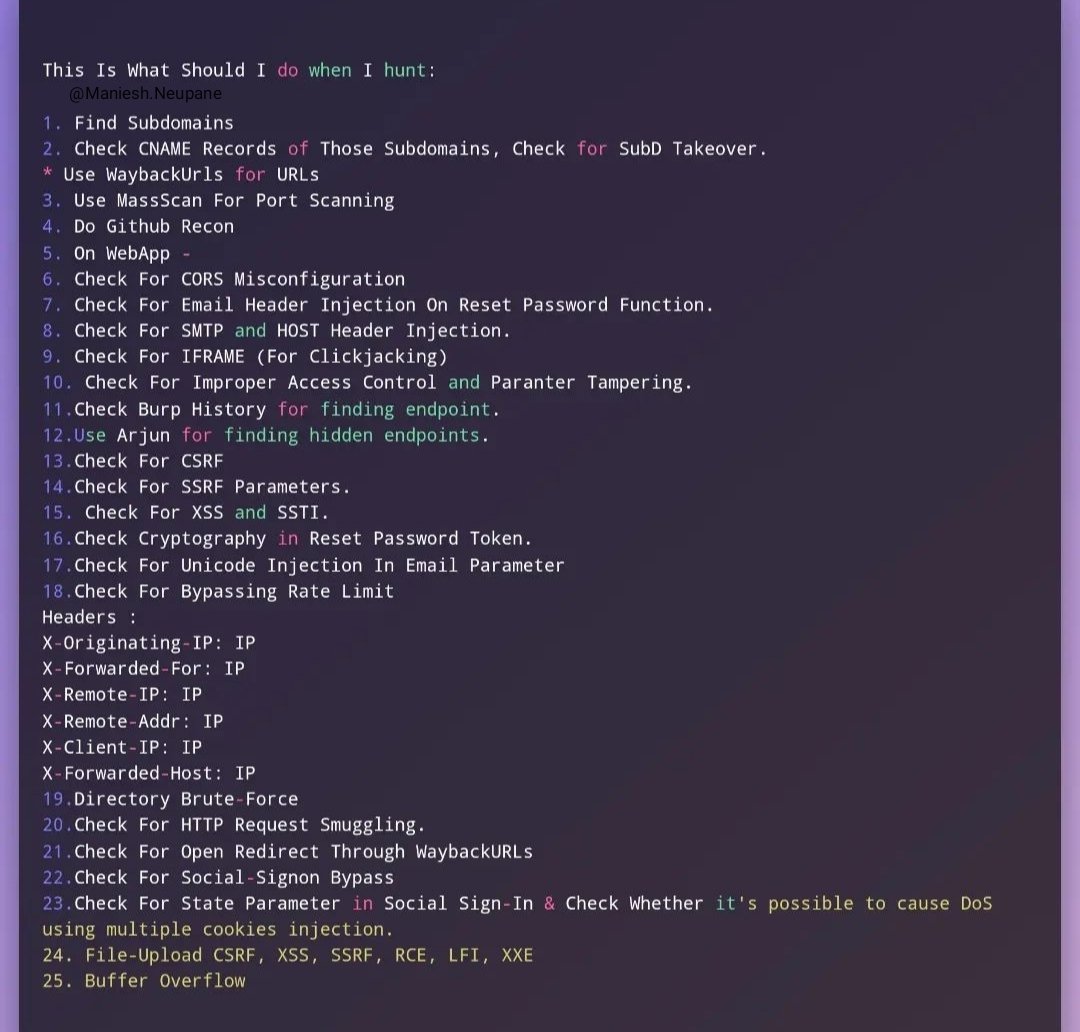 This Is What Should I do when I hunt:
@Maniesh.Neupane
1. Find Subdomains
2. Check CNAME Records of Those Subdomains, Check for SubD Takeover.
* Use WaybackUrls for URLs
3. Use MassScan For Port Scanning
4. Do Github Recon
5. On WebApp -
6. Check For CORS Misconfiguration
7. Check For Email Header Injection On Reset Password Function.
8. Check For SMTP and HOST Header Injection.
9. Check For IFRAME (For Clickjacking)
10. Check For Improper Access Control and Paranter Tampering.
11.Check Burp History for finding endpoint.
12.Use Arjun for finding hidden endpoints.
13.Check For CSRF
14.Check For SSRF Parameters.
15. Check For XSS and SSTI.
16.Check Cryptography in Reset Password Token.
17.Check For Unicode Injection In Email Parameter
18.Check For Bypassing Rate Limit
Headers :
X-Originating-IP: IP
X-Forwarded-For: IP
X-Remote-IP: IP
X-Remote-Addr: IP
X-Client-IP: IP
X-Forwarded-Host: IP
19.Directory Brute-Force
20.Check For HTTP Request Smuggling.
21.Check For Open Redirect Through WaybackURLs
22.Check For Social-Signon Bypass
23.Check For State Parameter in Social Sign-In & Check Whether it's possible to cause DoS
using multiple cookies injection.
24. File-Upload CSRF, XSS, SSRF, RCE, LFI, XXE
25. Buffer Overflow